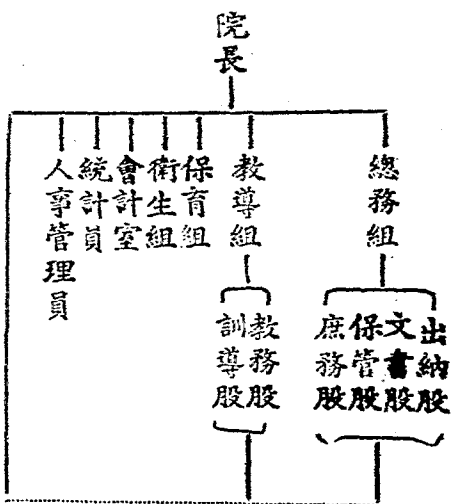 院長
總務組
教導組
保育組
衛生組
會計室
統計員
人事管理員
出納股
文書股
保管股
庶務股
教務股
訓導股